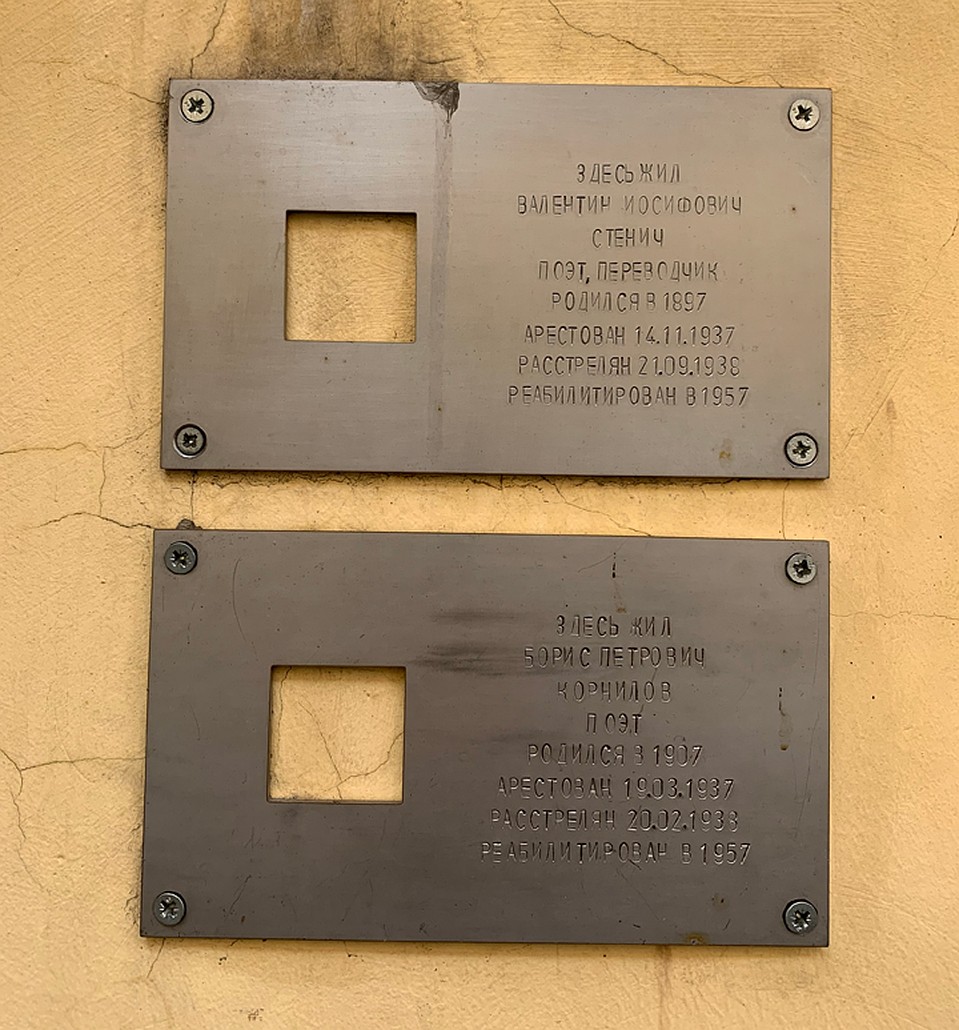 ЗДЕСЬ ЖИЛ
ВАЛЕНТИН ИОСИФОВИЧ
СТЕНИЧ
ПОЭТ, ПЕРЕВОДЧИК
РОДИЛСЯ В 1897
АРЕСТОВАН 14.11.1937
РАССТРЕЛЯН 21.09.1938
РЕАБИЛИТИРОВАН В 1957
ЗДЕСЬ ЖИЛ
БОРИС ПЕТРОВИЧ
КОРНИЛОВ
ПОЭТ
РОДИЛСЯ В 1907
АРЕСТОВАН 19.03.1937
РАССТРЕЛЯН 20.02.1938
РЕАБИЛИТИРОВАН В 1957